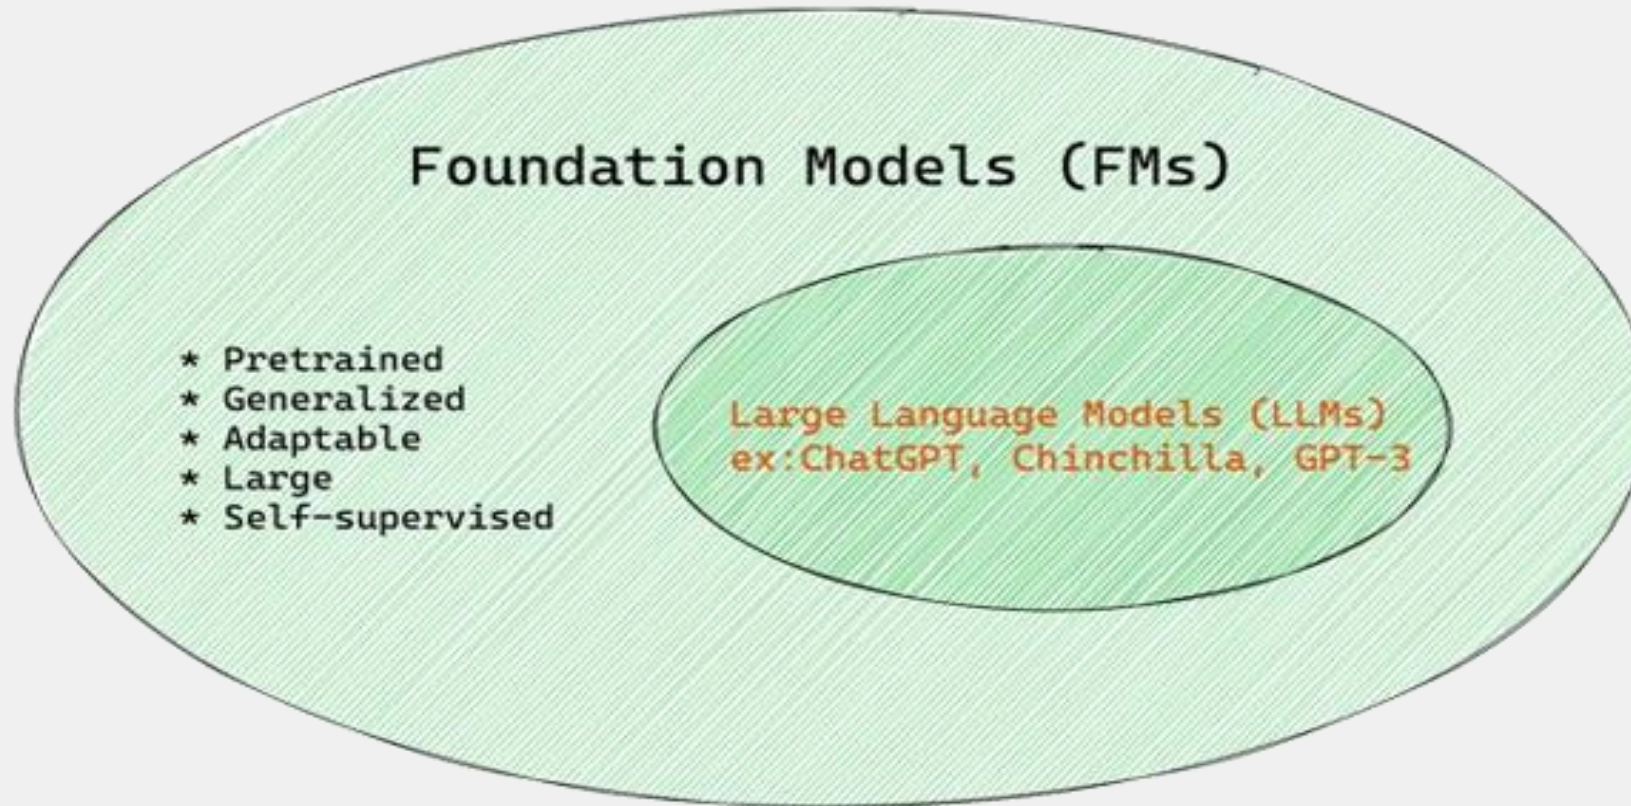 Foundation Models (FMs)
* Pretrained
* Generalized
* Adaptable
* Large
* Self-supervised
Large Language Models (LLMs)
ex:ChatGPT, Chinchilla, GPT-3